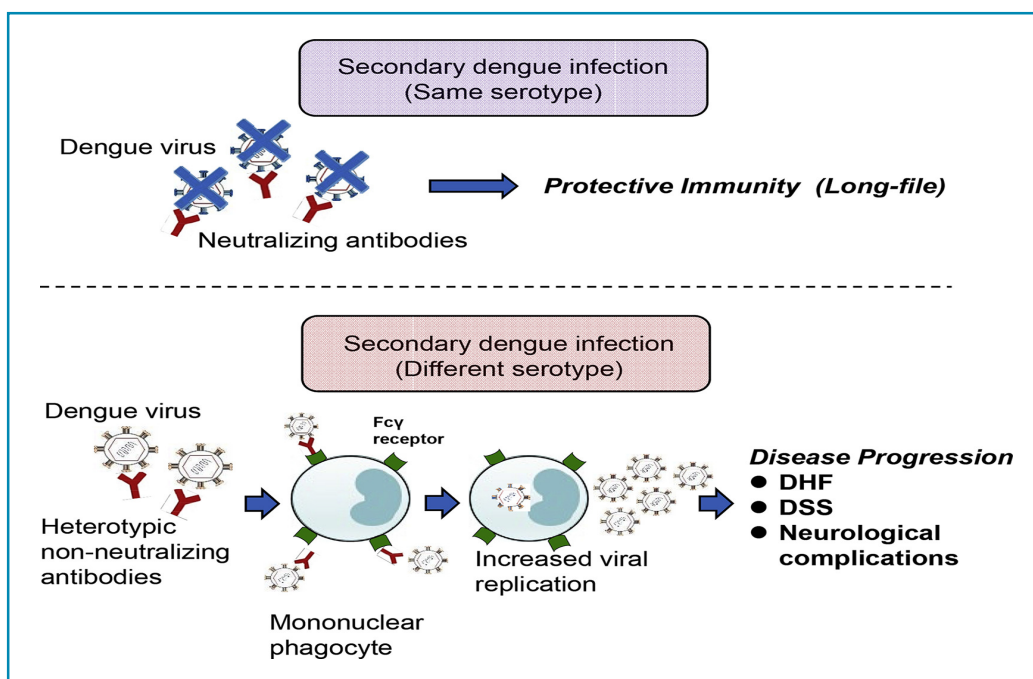 Secondary dengue infection
(Same serotype)
Dengue virus
Protective Immunity (Long-file)
Neutralizing antibodies
Secondary dengue infection
(Different serotype)
Dengue virus
Fcγ
receptor
Heterotypic
non-neutralizing
antibodies
Mononuclear
phagocyte
Increased viral
replication
Disease Progression
● DHF
● DSS
● Neurological
complications